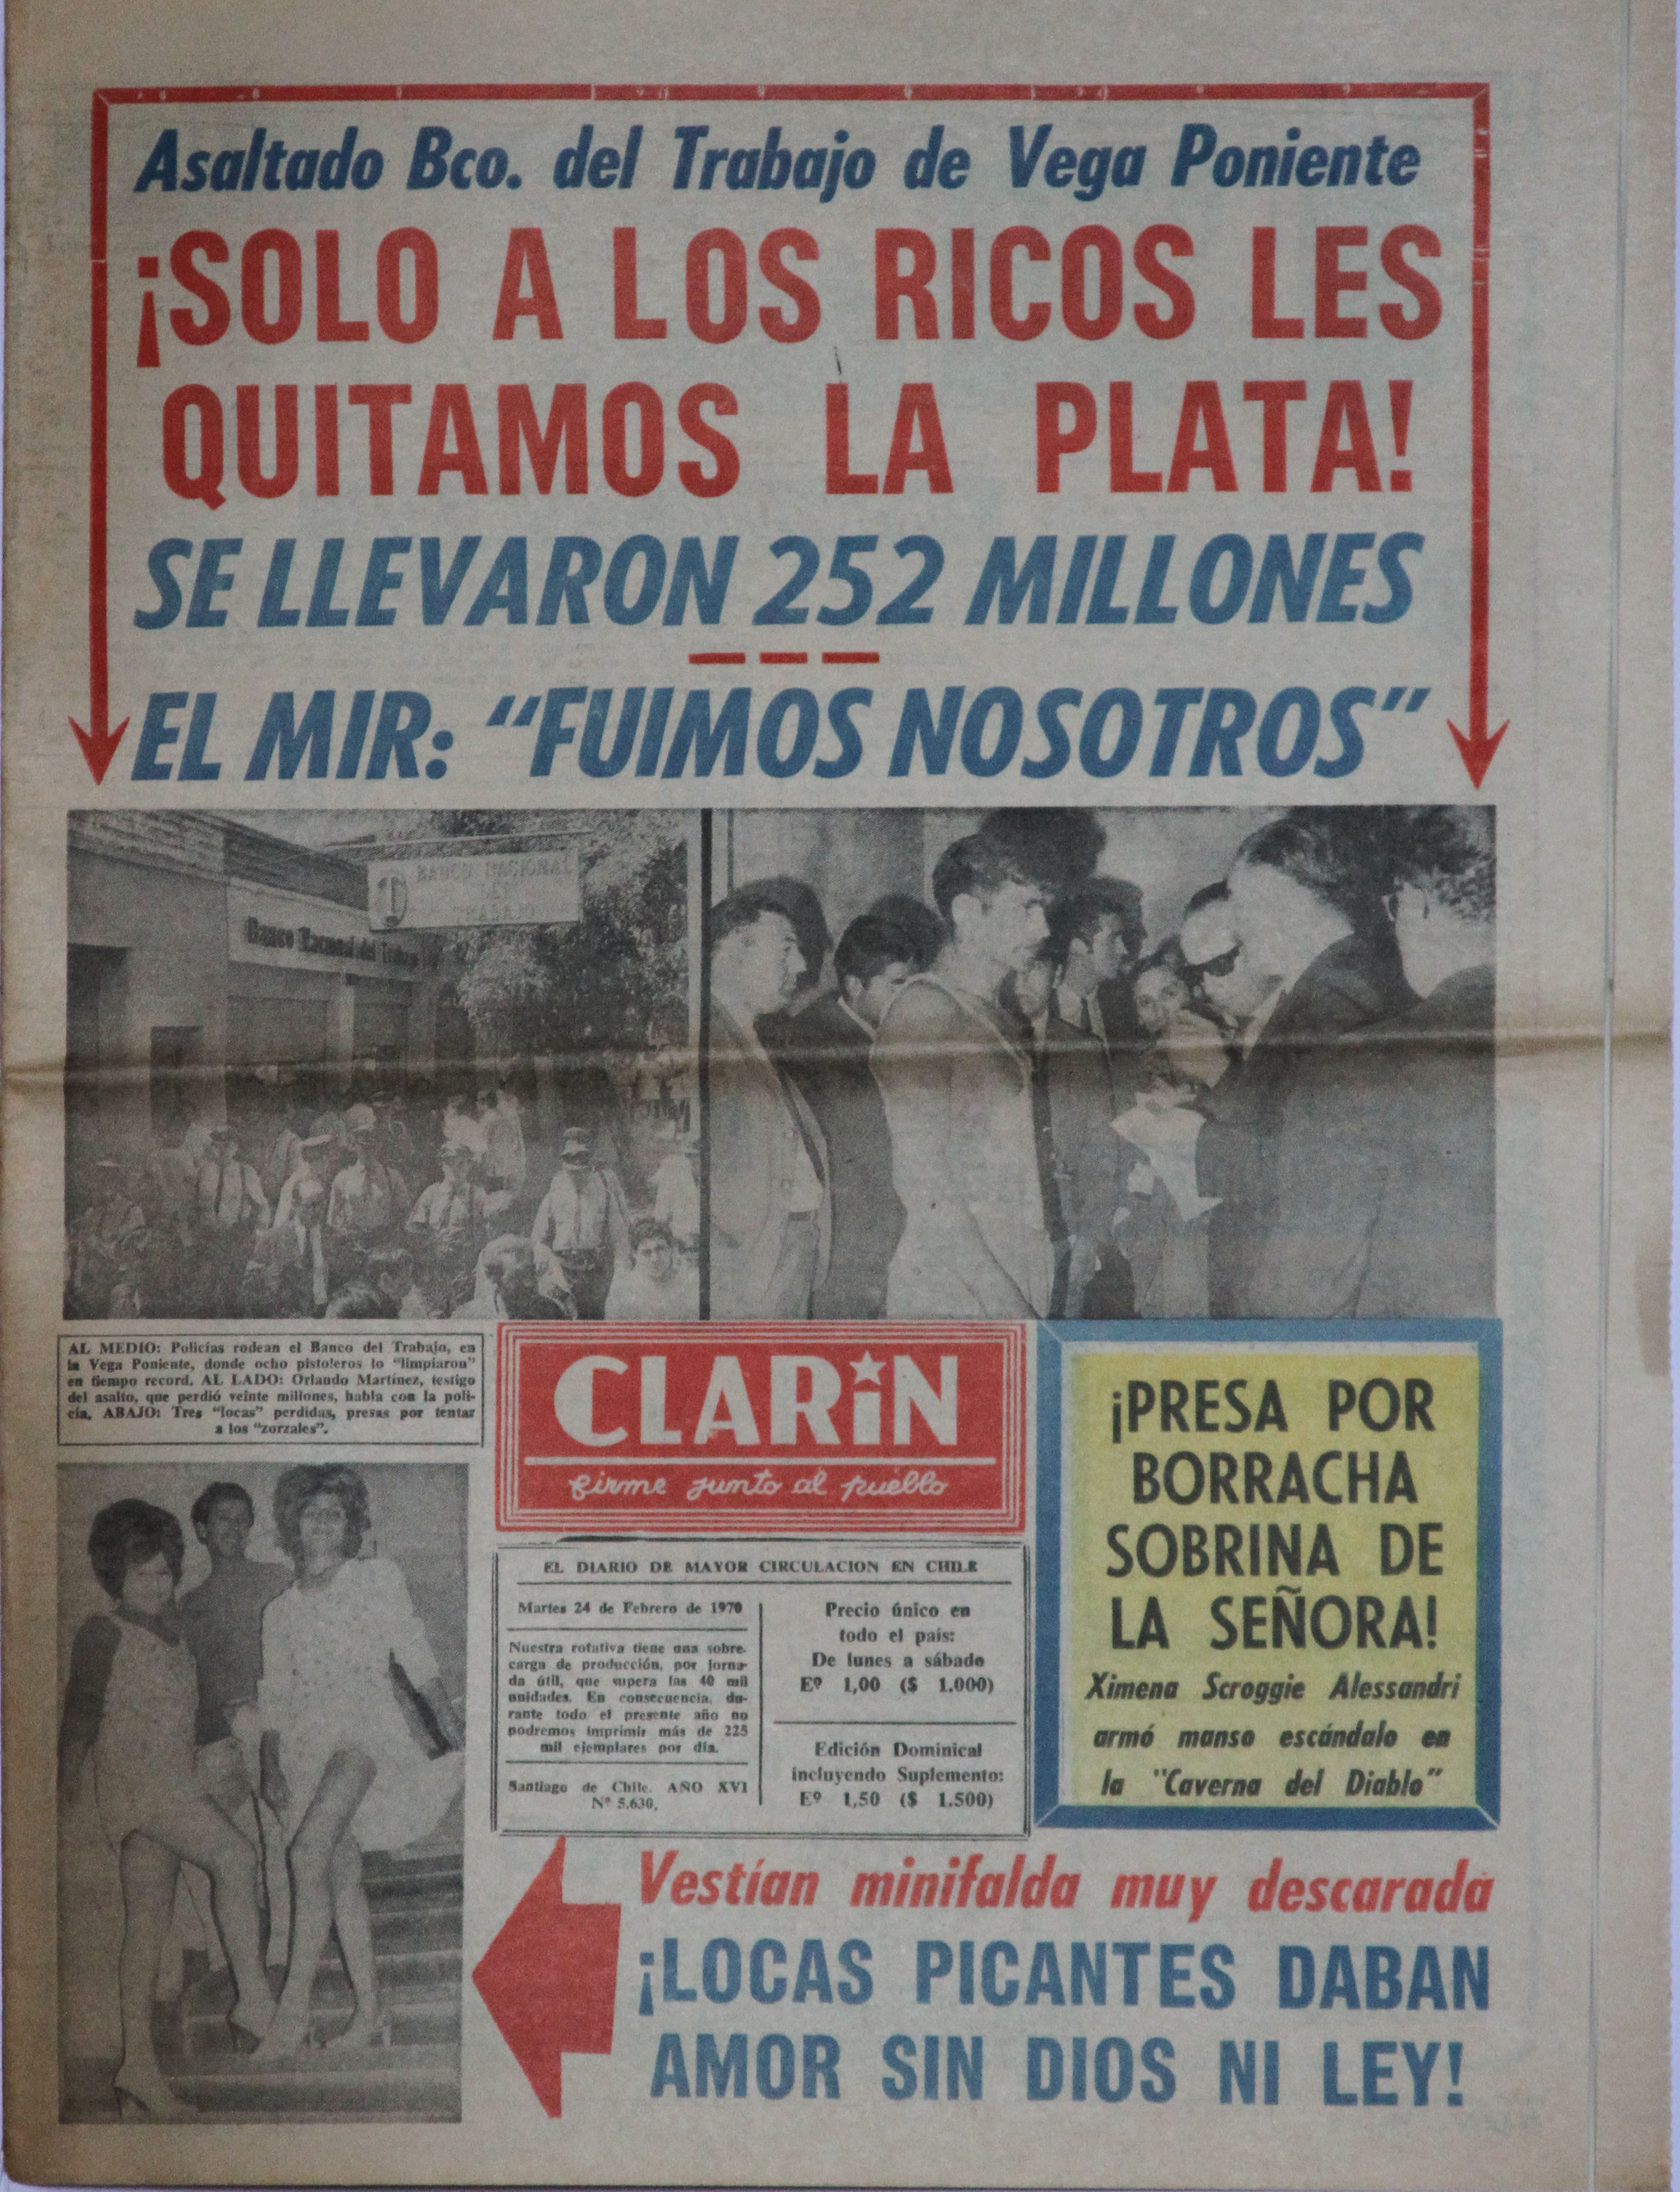 Asaltado Bco. del Trabajo de Vega Poniente
¡SOLO A LOS RICOS LES
QUITAMOS LA PLATA!
SE LLEVARON 252 MILLONES
EL MIR: “FUIMOS NOSOTROS”
BANCO NACIONAL
DEL
TRABAJO
Banco Nacional del Trabajo
AL MEDIO: Policías rodean el Banco del Trabajo, en
la Vega Poniente, donde ocho pistoleros lo “limpiaron”
en tiempo record. AL LADO: Orlando Martínez, testigo
del asalto, que perdió veinte millones, habla con la poli-
cía. ABAJO: Tres “locas” perdidas, presas por tentar
a los “zorzales”.
CLARiN
firme junto al pueblo
EL DIARIO DE MAYOR CIRCULACION EN CHILE
Martes 24 de Febrero de 1970
Nuestra rotativa tiene una sobre-
carga de producción, por jorna-
da útil, que supera las 40 mil
unidades. En consecuencia, du-
rante todo el presente año no
podremos imprimir más de 225
mil ejemplares por día.
Santiago de Chile. AÑO XVI
Nº 5.630,
Precio único en
todo el país:
De lunes a sábado
Eº 1,00 ($ 1.000)
Edición Dominical
incluyendo Suplemento:
Eº 1,50 ($ 1.500)
¡PRESA POR
BORRACHA
SOBRINA DE
LA SEÑORA!
Ximena Scroggie Alessandri
armó manso escándalo en
la "Caverna del Diablo"
Vestían minifalda muy descarada
¡LOCAS PICANTES DABAN
AMOR SIN DIOS NI LEY!